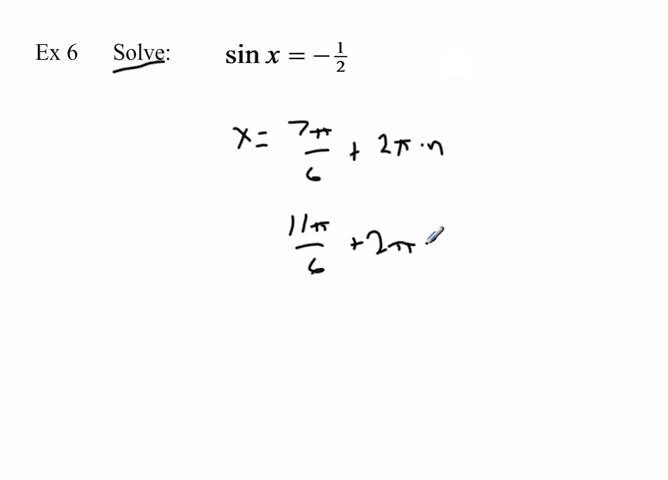 Ex 6 Solve: sin x = −1/2
x = 7π/6 + 2π · n
11π/6 + 2π